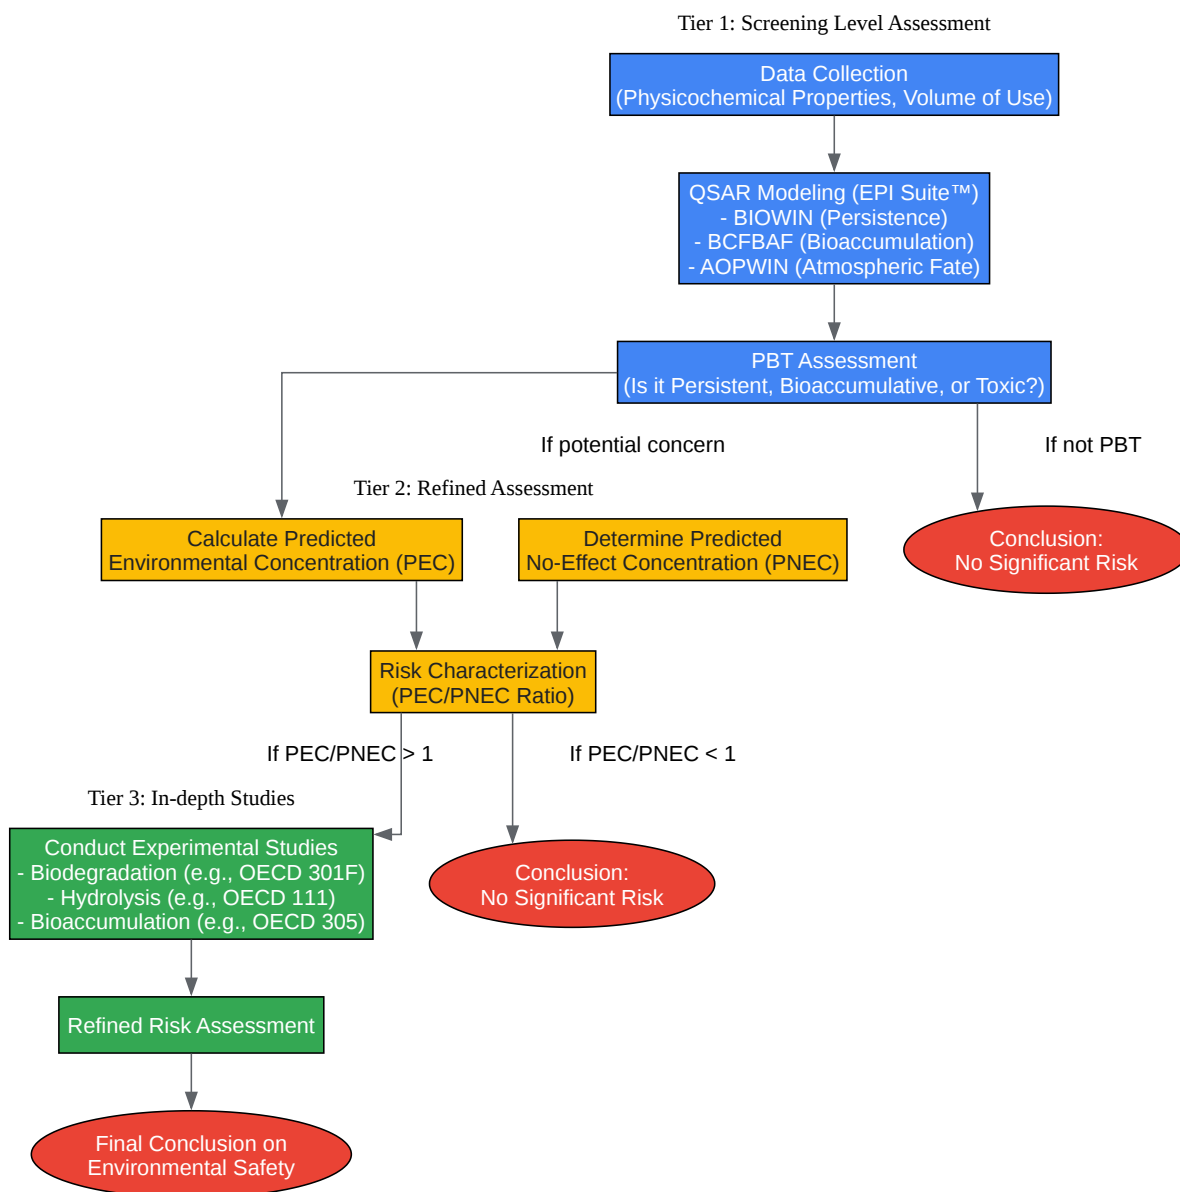 Tier 1: Screening Level Assessment
Data Collection
(Physicochemical Properties, Volume of Use)
QSAR Modeling (EPI Suite™)
- BIOWIN (Persistence)
- BCFBAF (Bioaccumulation)
- AOPWIN (Atmospheric Fate)
PBT Assessment
(Is it Persistent, Bioaccumulative, or Toxic?)
If potential concern
If not PBT
Tier 2: Refined Assessment
Calculate Predicted
Environmental Concentration (PEC)
Determine Predicted
No-Effect Concentration (PNEC)
Conclusion:
No Significant Risk
Risk Characterization
(PEC/PNEC Ratio)
If PEC/PNEC > 1
If PEC/PNEC < 1
Tier 3: In-depth Studies
Conduct Experimental Studies
- Biodegradation (e.g., OECD 301F)
- Hydrolysis (e.g., OECD 111)
- Bioaccumulation (e.g., OECD 305)
Conclusion:
No Significant Risk
Refined Risk Assessment
Final Conclusion on
Environmental Safety